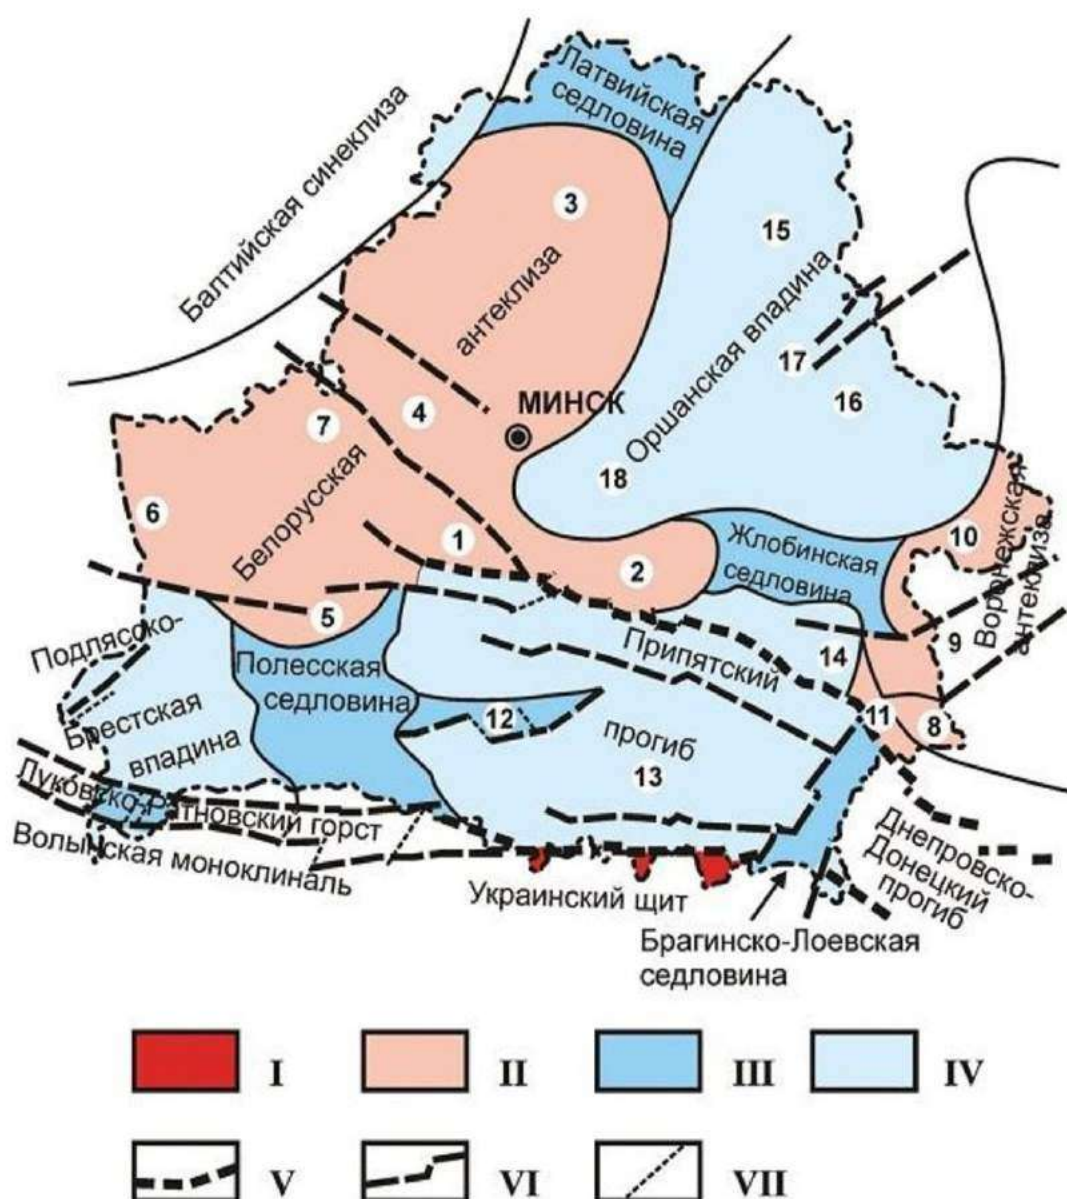 Латвийская
седловина
Балтийская синеклиза
3
15
антеклиза
Оршанская впадина
17
16
4
МИНСК
7
18
Белорусская
6
10
Воронежская
антеклиза
1
Жлобинская
седловина
2
5
9
Подлясско-
Брестская
впадина
Полесская
седловина
Припятский
прогиб
14
12
11
8
13
Луковско-Ратновский горст
Волынская моноклиналь
Украинский щит
Днепровско-
Донецкий
прогиб
Брагинско-Лоевская
седловина
I
II
III
IV
V
VI
VII